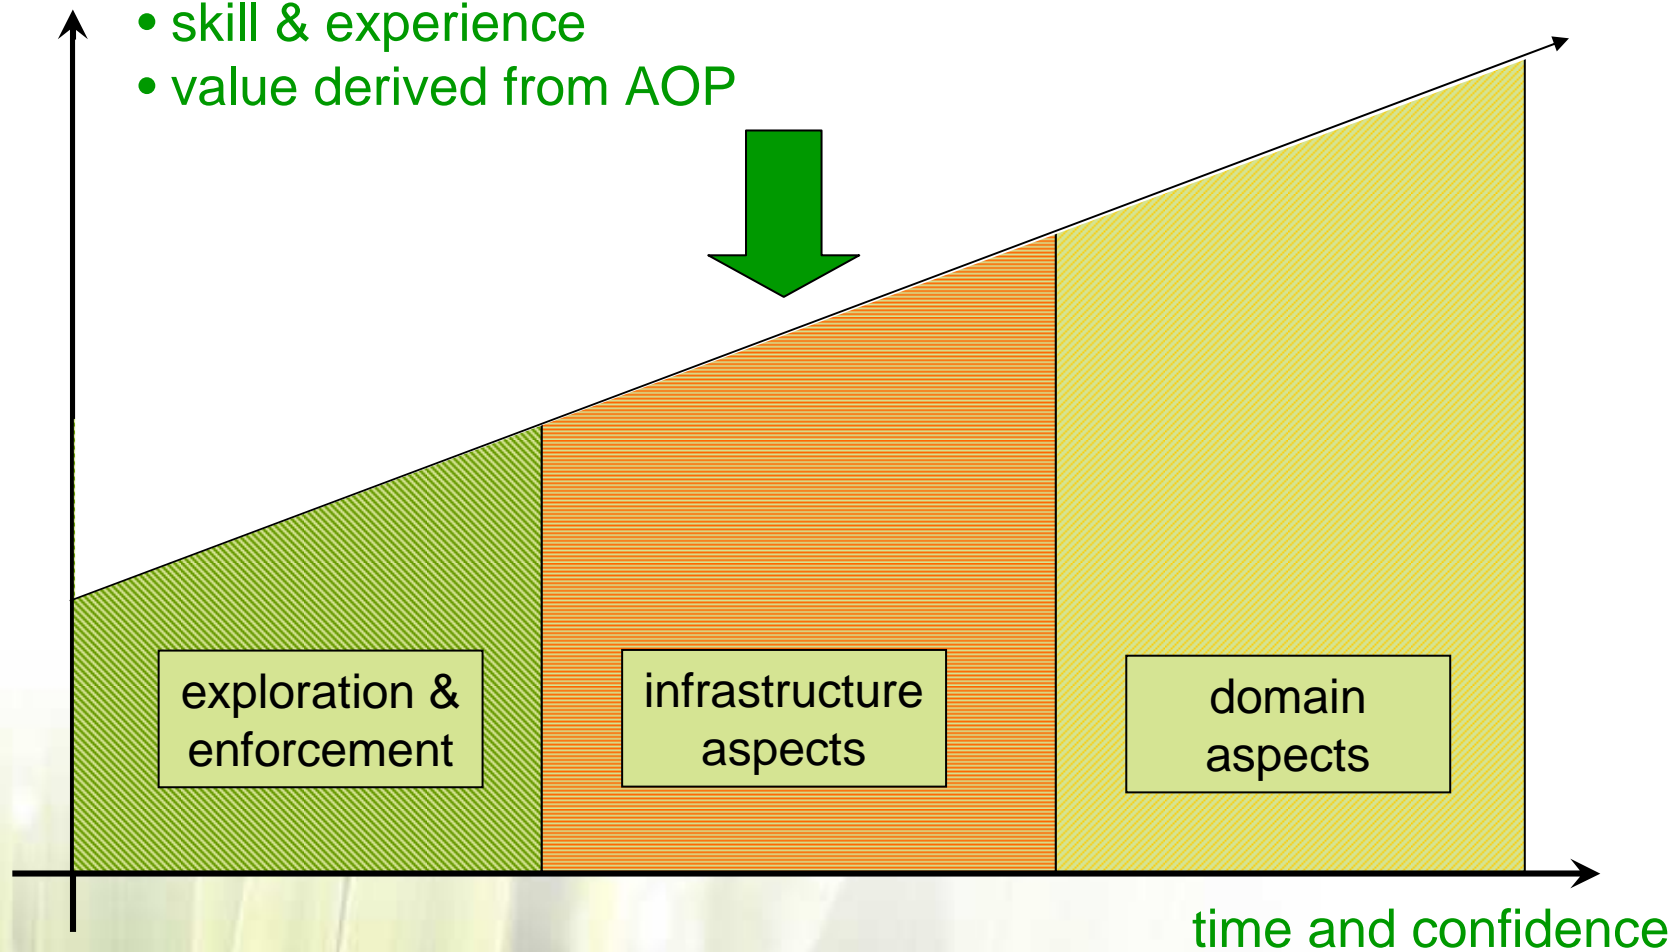 • skill & experience
• value derived from AOP
exploration &
enforcement
infrastructure
aspects
domain
aspects
time and confidence